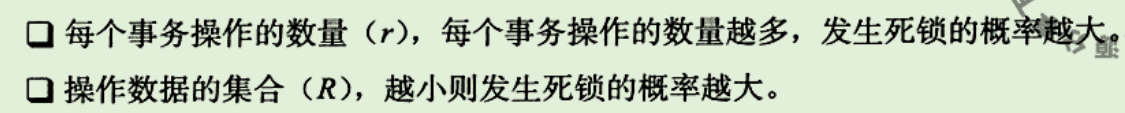 ❑ 每个事务操作的数量（r），每个事务操作的数量越多，发生死锁的概率越大。
❑ 操作数据的集合（R），越小则发生死锁的概率越大。